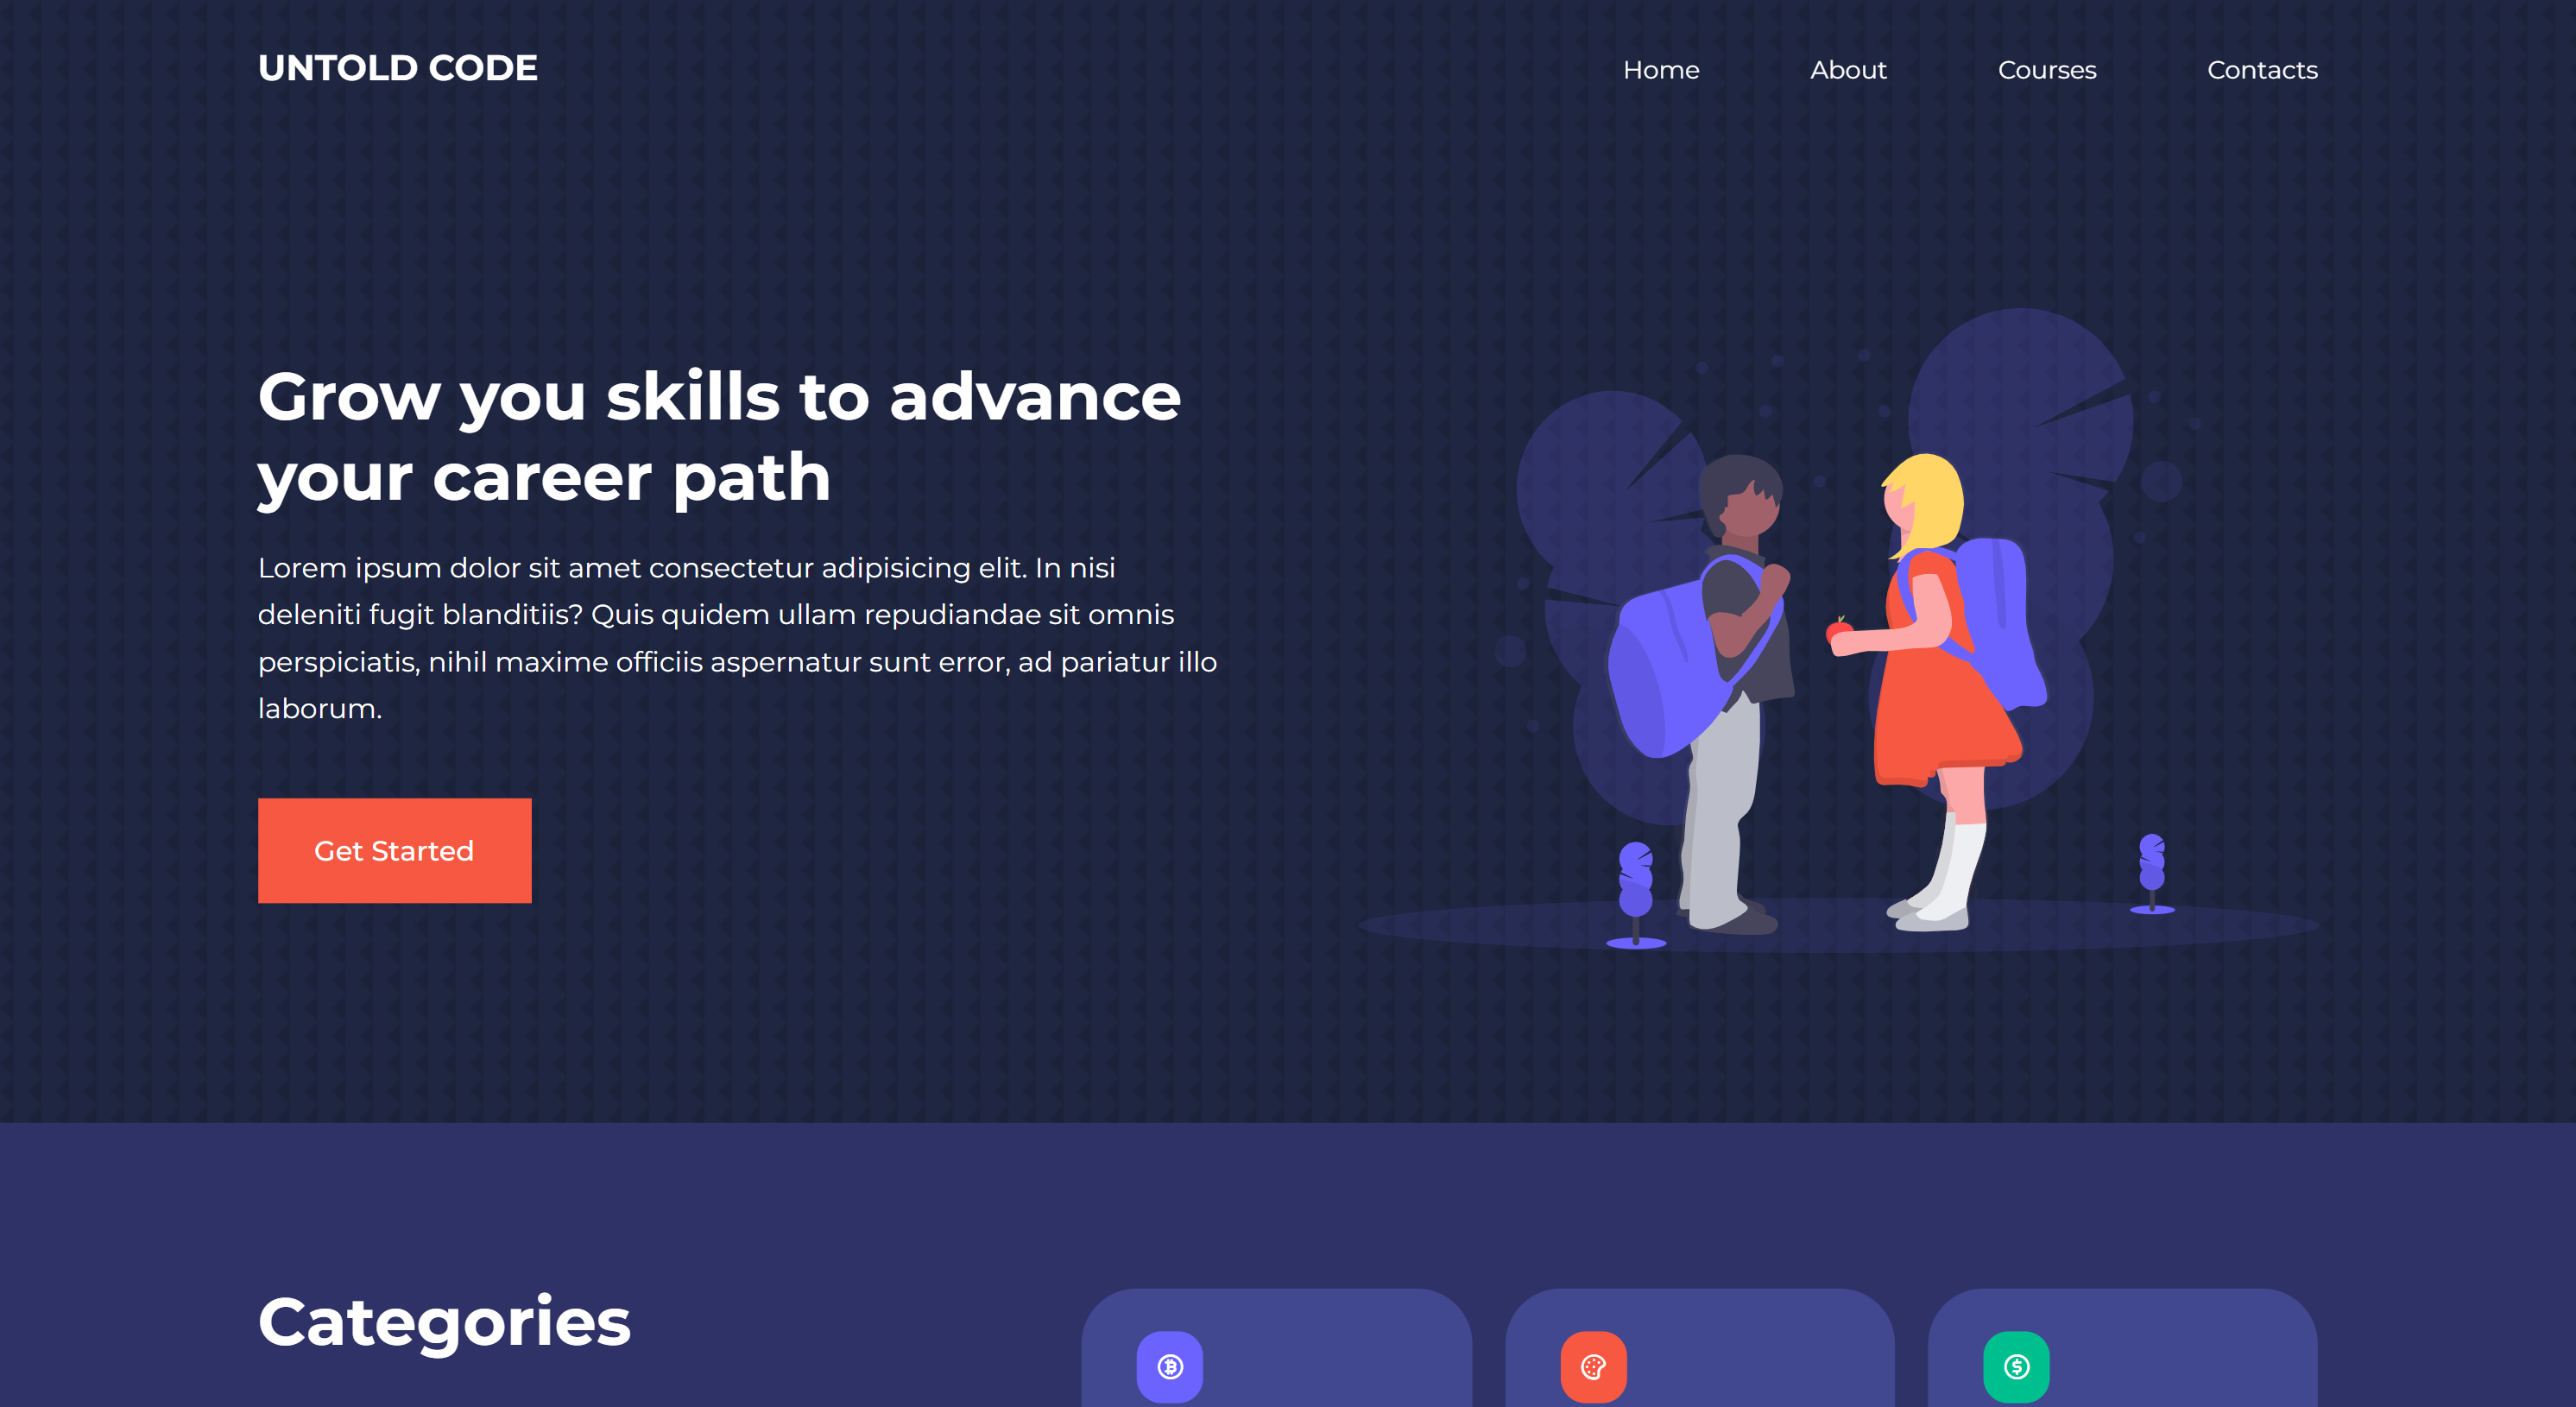 UNTOLD CODE
Home About Courses Contacts
Grow you skills to advance
your career path
Lorem ipsum dolor sit amet consectetur adipisicing elit. In nisi
deleniti fugit blanditiis? Quis quidem ullam repudiandae sit omnis
perspiciatis, nihil maxime officiis aspernatur sunt error, ad pariatur illo
laborum.
Get Started
Categories